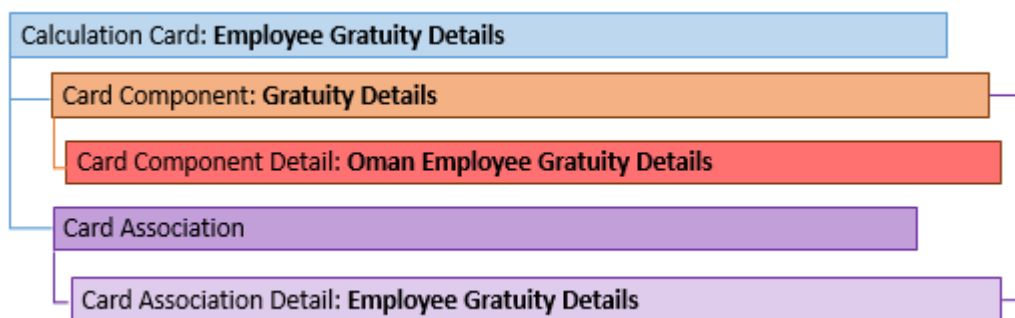 Calculation Card: Employee Gratuity Details
Card Component: Gratuity Details
Card Component Detail: Oman Employee Gratuity Details
Card Association
Card Association Detail: Employee Gratuity Details